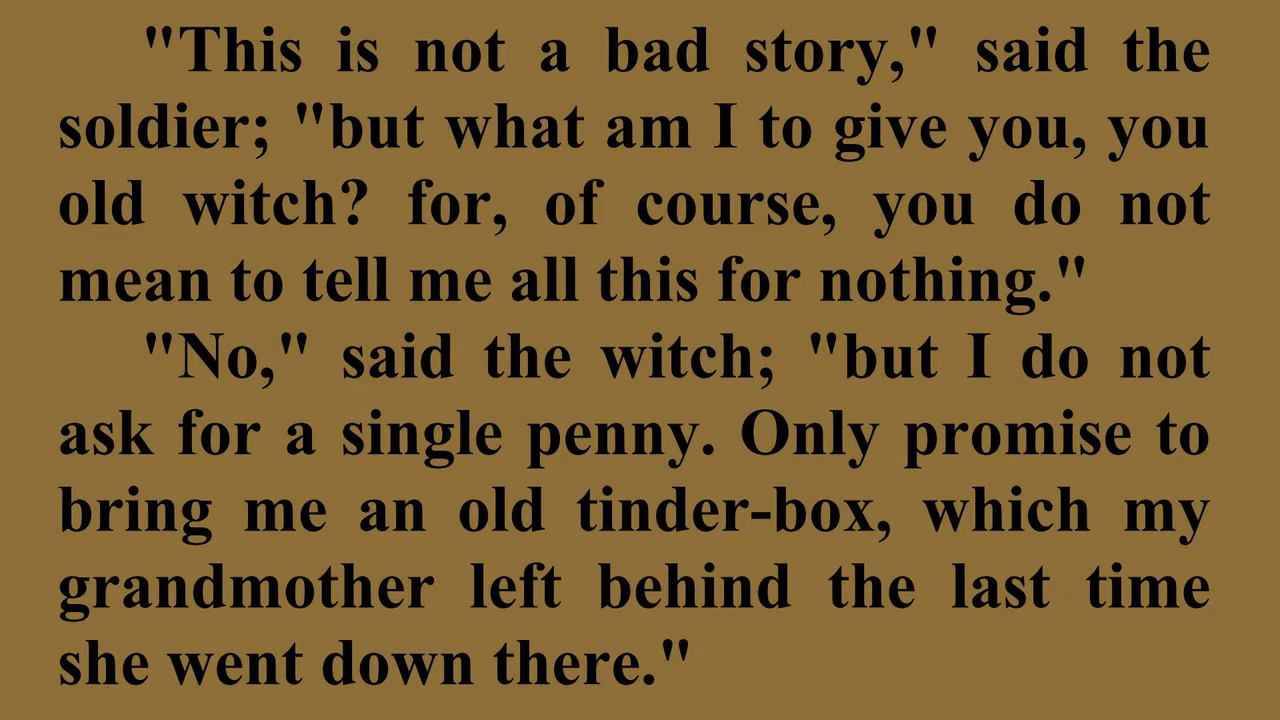 "This is not a bad story," said the
soldier; "but what am I to give you, you
old witch? for, of course, you do not
mean to tell me all this for nothing."
"No," said the witch; "but I do not
ask for a single penny. Only promise to
bring me an old tinder-box, which my
grandmother left behind the last time
she went down there."